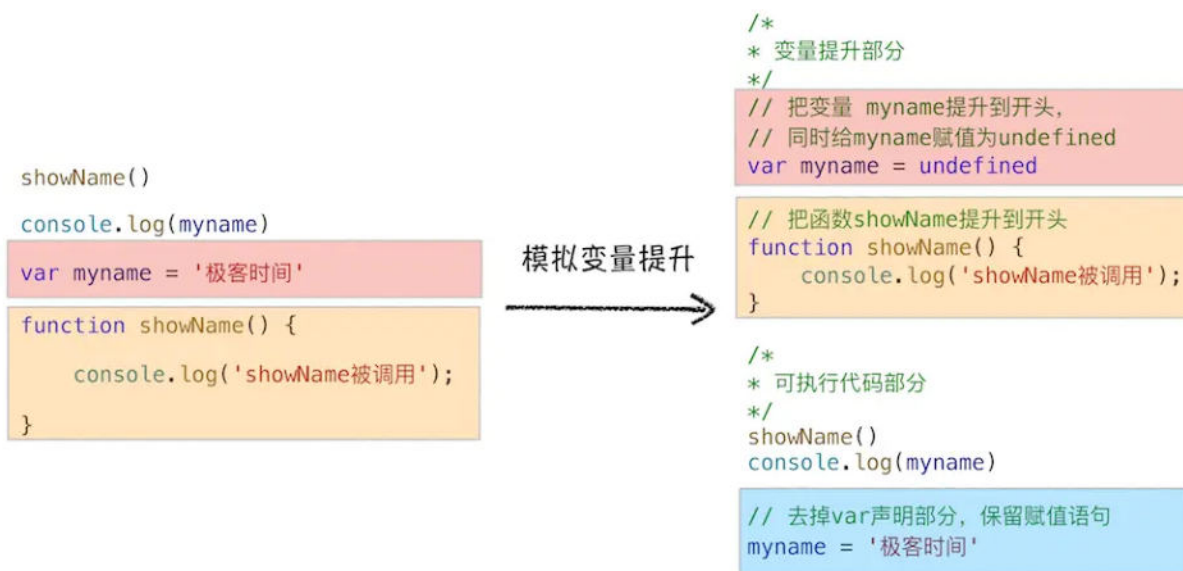 showName()
console.log(myname)
var myname = '极客时间'
function showName() {
console.log('showName被调用');
}
模拟变量提升
/*
* 变量提升部分
*/
// 把变量 myname提升到开头，
// 同时给myname赋值为undefined
var myname = undefined
// 把函数showName提升到开头
function showName() {
console.log('showName被调用');
}
/*
* 可执行代码部分
*/
showName()
console.log(myname)
// 去掉var声明部分，保留赋值语句
myname = '极客时间'